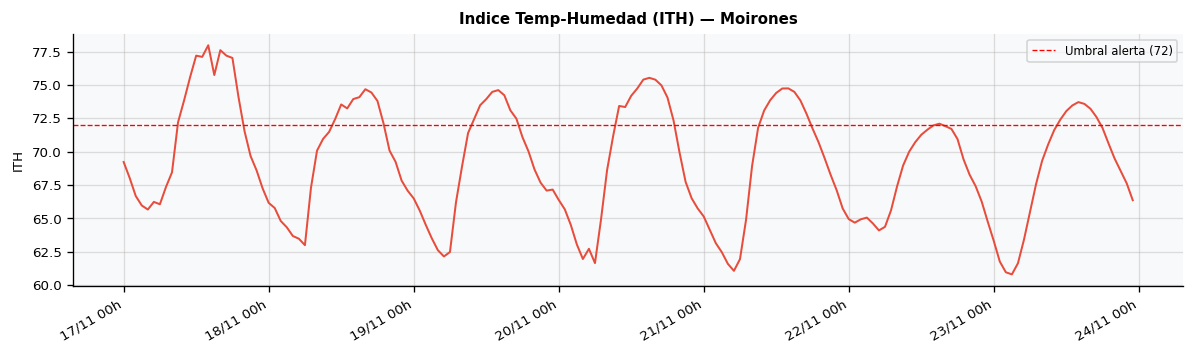 Indice Temp-Humedad (ITH) — Moirones
Umbral alerta (72)
77.5
75.0
72.5
70.0
67.5
65.0
62.5
60.0
ITH
17/11 00h
18/11 00h
19/11 00h
20/11 00h
21/11 00h
22/11 00h
23/11 00h
24/11 00h